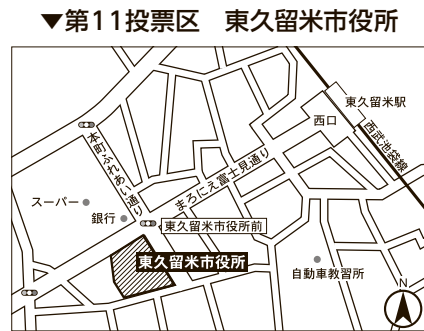 ▼第11投票区　東久留米市役所
東久留米駅
西口
西武池袋線
本町ふれあい通り
まろにえ富士見通り
スーパー
銀行
東久留米市役所前
東久留米市役所
自動車教習所
N